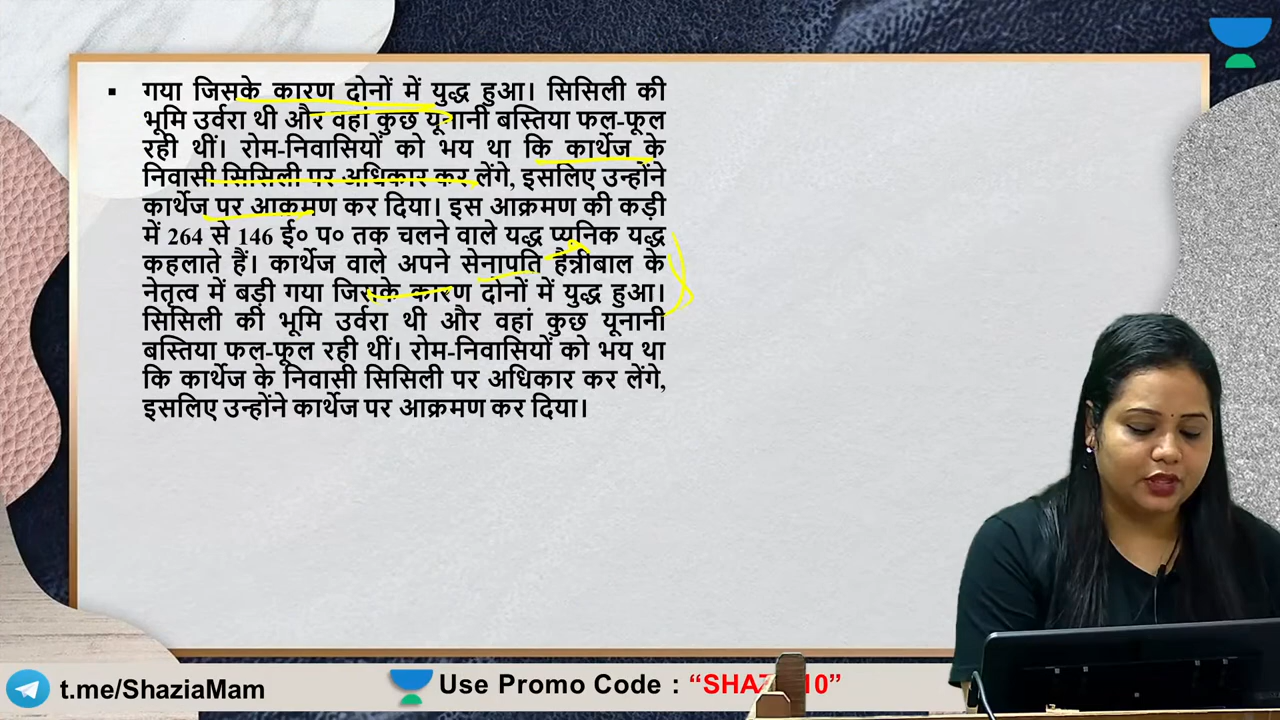 ▪ गया जिसके कारण दोनों में युद्ध हुआ। सिसिली की
भूमि उर्वरा थी और वहां कुछ यूनानी बस्तिया फल-फूल
रही थीं। रोम-निवासियों को भय था कि कार्थेज के
निवासी सिसिली पर अधिकार कर लेंगे, इसलिए उन्होंने
कार्थेज पर आक्रमण कर दिया। इस आक्रमण की कड़ी
में 264 से 146 ई० प० तक चलने वाले यद्ध प्यनिक यद्ध
कहलाते हैं। कार्थेज वाले अपने सेनापति हैन्नीबाल के
नेतृत्व में बड़ी गया जिसके कारण दोनों में युद्ध हुआ।
सिसिली की भूमि उर्वरा थी और वहां कुछ यूनानी
बस्तिया फल-फूल रही थीं। रोम-निवासियों को भय था
कि कार्थेज के निवासी सिसिली पर अधिकार कर लेंगे,
इसलिए उन्होंने कार्थेज पर आक्रमण कर दिया।
t.me/ShaziaMam
Use Promo Code :